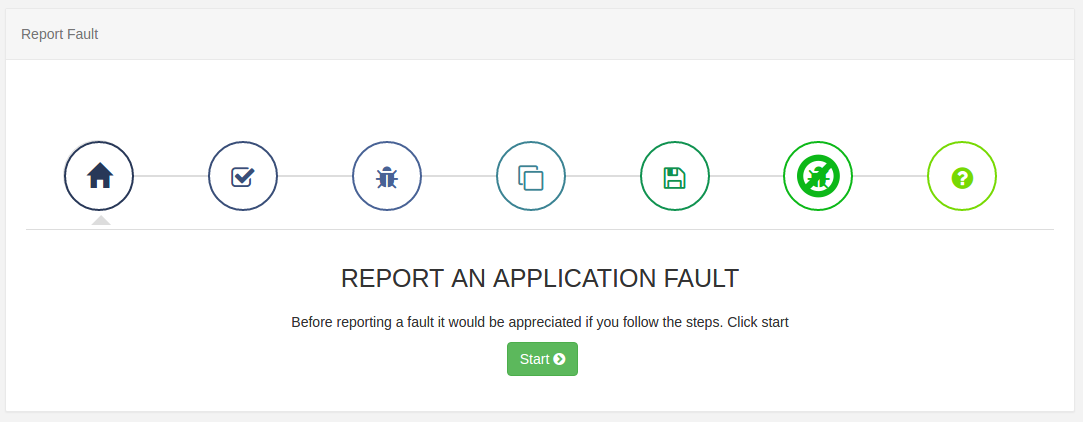 Report Fault
REPORT AN APPLICATION FAULT
Before reporting a fault it would be appreciated if you follow the steps. Click start
Start